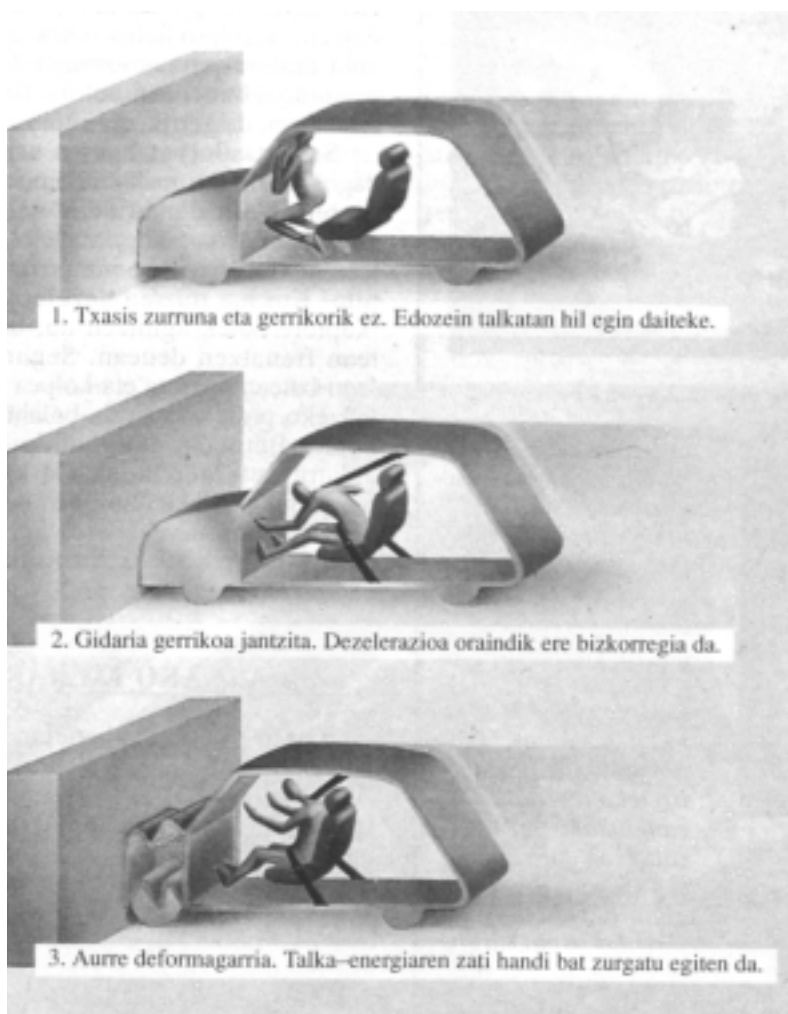 1. Txasis zurruna eta gerrikorik ez. Edozein talkatan hil egin daiteke.
2. Gidaria gerrikoa jantzita. Dezelerazioa oraindik ere bizkorregia da.
3. Aurre deformagarria. Talka–energiaren zati handi bat zurgatu egiten da.